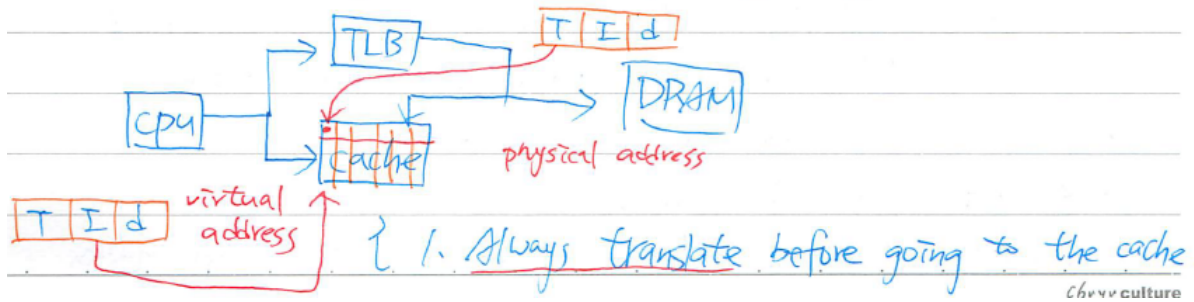 T I d
TLB
DRAM
cpu
cache
physical address
virtual
address
T I d
{ 1. Always translate before going to the cache
culture